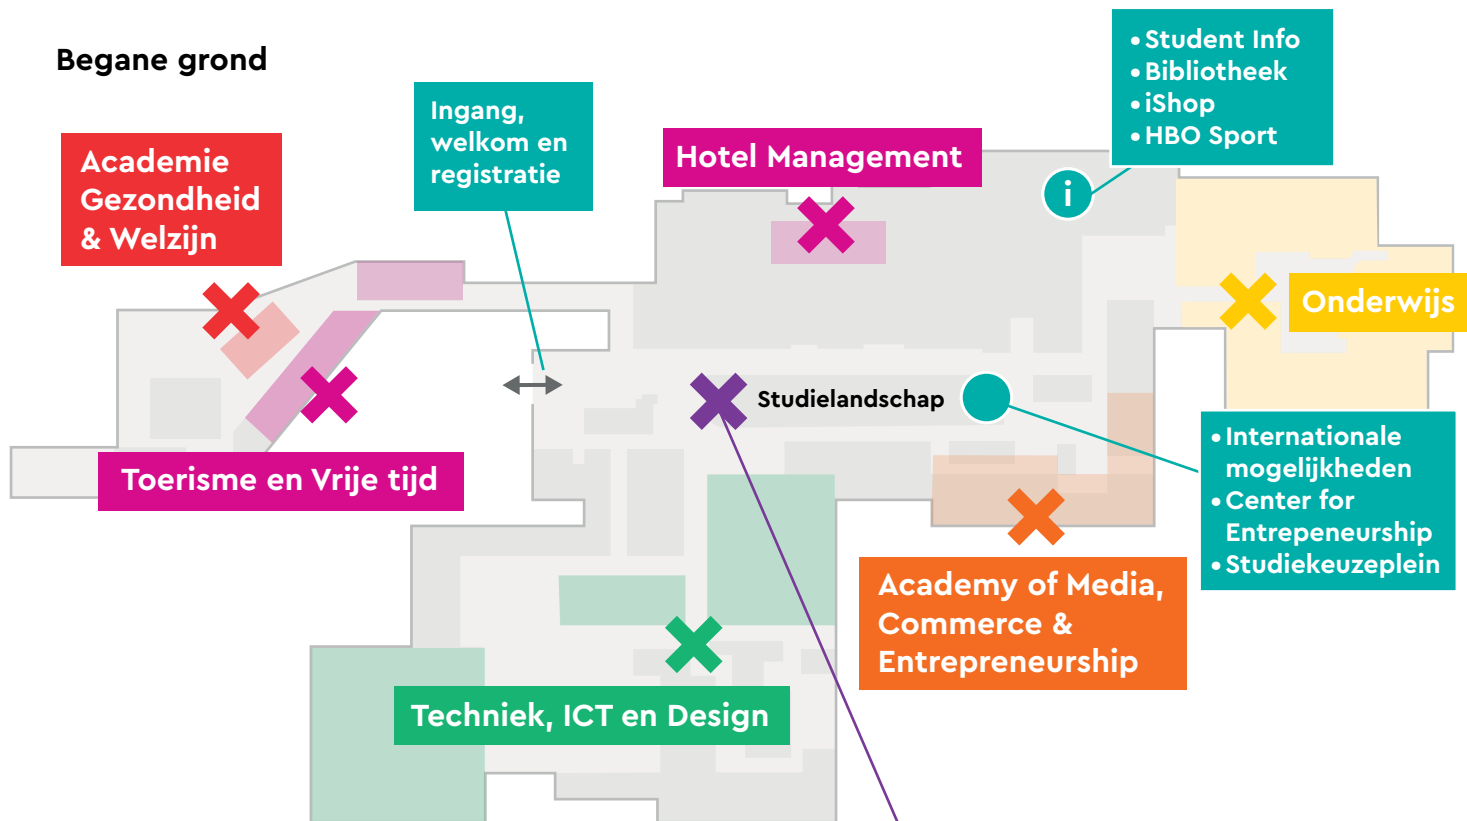 Begane grond
Ingang,
welkom en
registratie
• Student Info
• Bibliotheek
• iShop
• HBO Sport
Academie
Gezondheid
& Welzijn
Hotel Management
i
Onderwijs
Studielandschap
Toerisme en Vrije tijd
• Internationale
mogelijkheden
• Center for
Entrepeneurship
• Studiekeuzeplein
Academy of Media,
Commerce &
Entrepreneurship
Techniek, ICT en Design